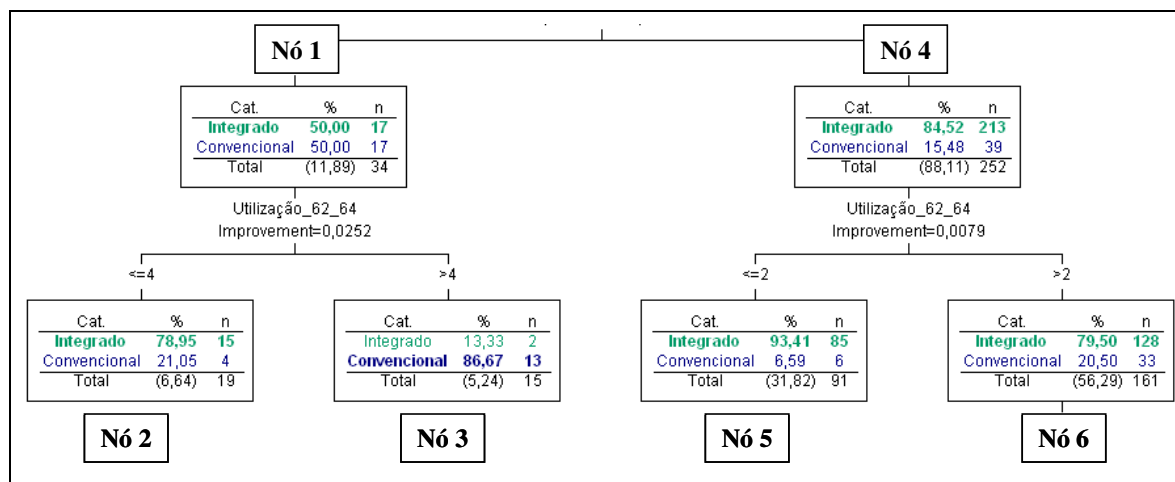 Nó 1
Nó 4
Cat. % n
Integrado 50,00 17
Convencional 50,00 17
Total (11,89) 34
Cat. % n
Integrado 84,52 213
Convencional 15,48 39
Total (88,11) 252
Utilização_62_64
Improvement=0,0252
Utilização_62_64
Improvement=0,0079
<=4
>4
<=2
>2
Cat. % n
Integrado 78,95 15
Convencional 21,05 4
Total (6,64) 19
Cat. % n
Integrado 13,33 2
Convencional 86,67 13
Total (5,24) 15
Cat. % n
Integrado 93,41 85
Convencional 6,59 6
Total (31,82) 91
Cat. % n
Integrado 79,50 128
Convencional 20,50 33
Total (56,29) 161
Nó 2
Nó 3
Nó 5
Nó 6